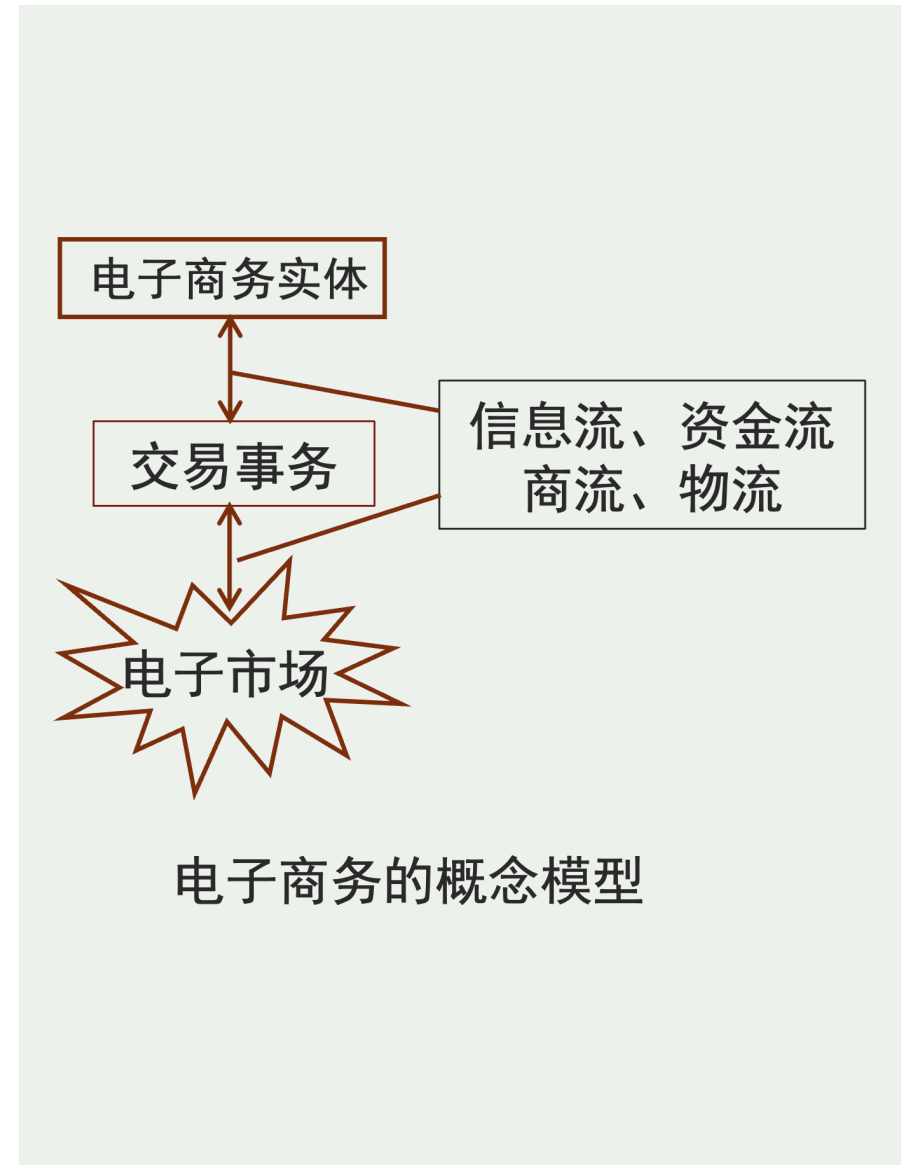 电子商务实体
交易事务
信息流、资金流
商流、物流
电子市场
电子商务的概念模型